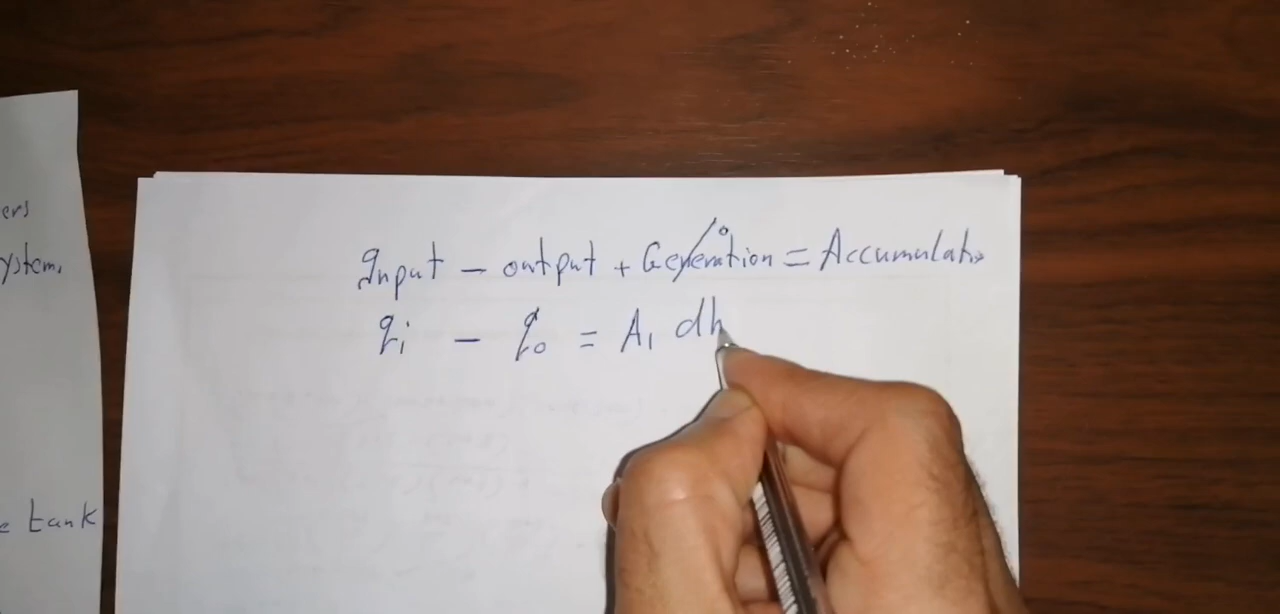 ers
ystem.
e tank
Input - output + Generation = Accumulatio
qi - qo = A1 dh